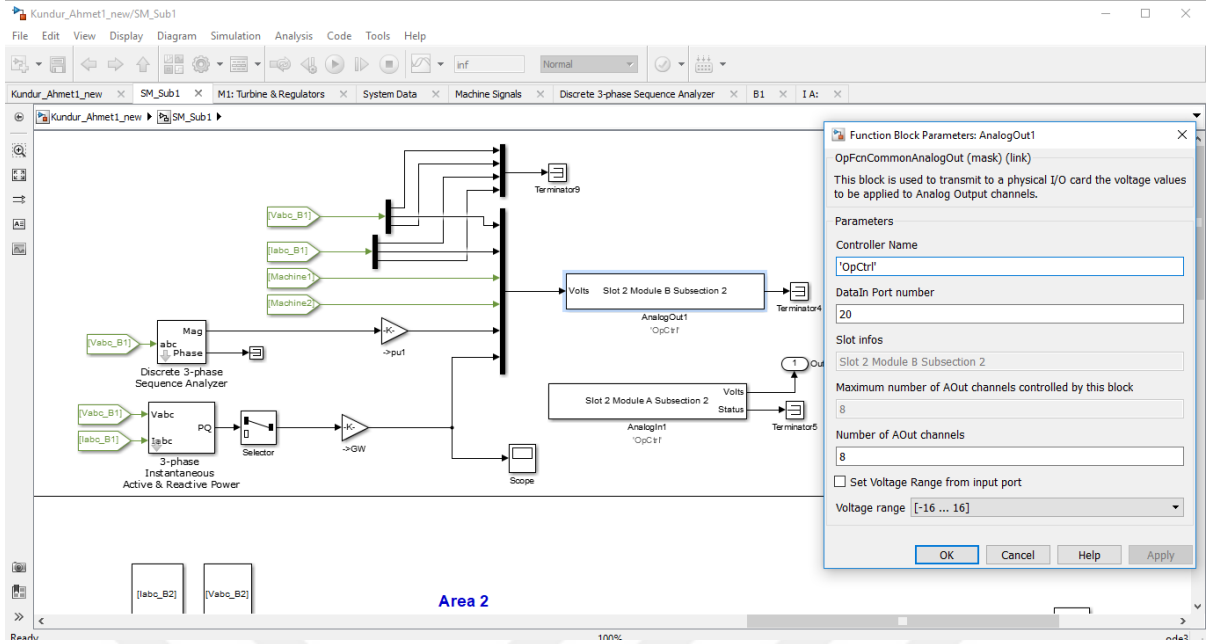 Kundur_Ahmet1_new/SM_Sub1
File Edit View Display Diagram Simulation Analysis Code Tools Help
inf Normal
Kundur_Ahmet1_new SM_Sub1 M1: Turbine & Regulators System Data Machine Signals Discrete 3-phase Sequence Analyzer B1 I A:
Kundur_Ahmet1_new SM_Sub1
Terminator9
[Vabc_B1]
[Iabc_B1]
[Machine1]
[Machine2]
Volts Slot 2 Module B Subsection 2
AnalogOut1
'OpCtrl'
Terminator4
[Vabc_B1]
abc
Mag
Phase
Discrete 3-phase
Sequence Analyzer
-K-
->pu1
1
Out
Slot 2 Module A Subsection 2
Volts
Status
AnalogIn1
'OpCtrl'
Terminator5
[Vabc_B1]
[Iabc_B1]
Vabc
Iabc
PQ
3-phase
Instantaneous
Active & Reactive Power
Selector
-K-
->GW
Scope
[Iabc_B2]
[Vabc_B2]
Area 2
Function Block Parameters: AnalogOut1
OpFcnCommonAnalogOut (mask) (link)
This block is used to transmit to a physical I/O card the voltage values
to be applied to Analog Output channels.
Parameters
Controller Name
'OpCtrl'
DataIn Port number
20
Slot infos
Slot 2 Module B Subsection 2
Maximum number of AOut channels controlled by this block
8
Number of AOut channels
8
Set Voltage Range from input port
Voltage range [-16 ... 16]
OK Cancel Help Apply
Ready 100% ode3